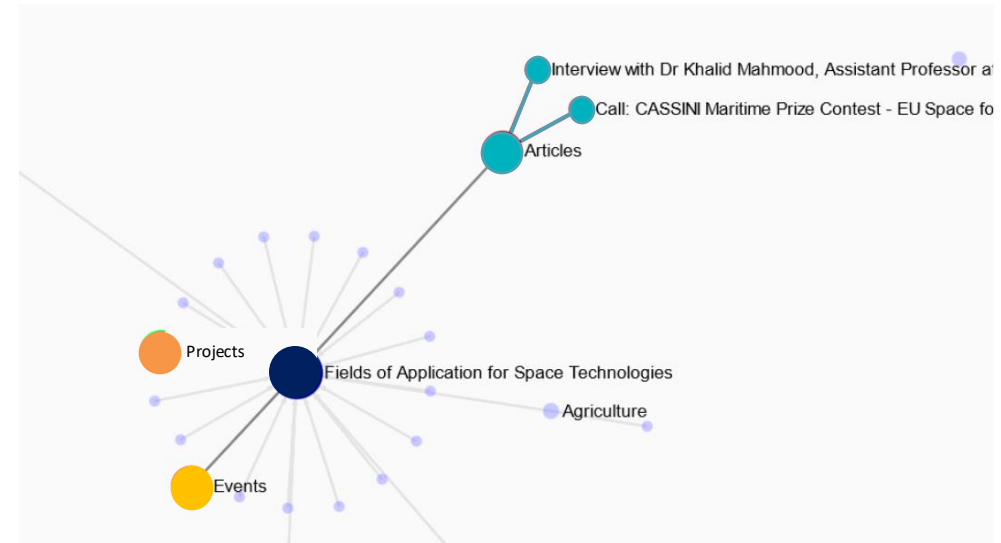 Interview with Dr Khalid Mahmood, Assistant Professor
Call: CASSINI Maritime Prize Contest - EU Space
Articles
Projects
Fields of Application for Space Technologies
Agriculture
Events